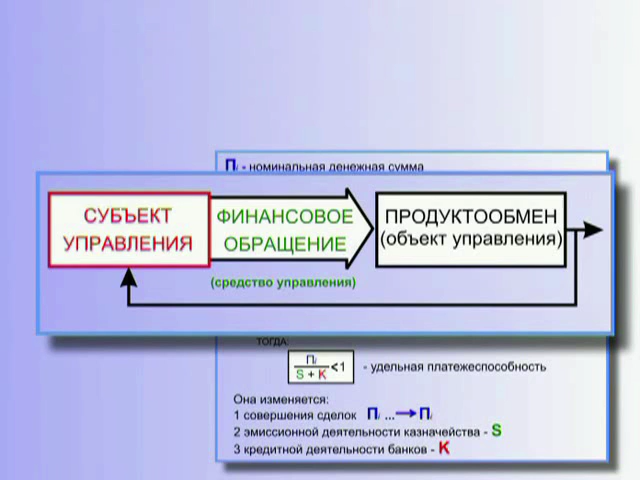 Пᵢ - номинальная денежная сумма
СУБЪЕКТ
УПРАВЛЕНИЯ
ФИНАНСОВОЕ
ОБРАЩЕНИЕ
(средство управления)
ПРОДУКТООБМЕН
(объект управления)
ТОГДА:
Пᵢ
S + K
<1
- удельная платежеспособность
Она изменяется:
1 совершения сделок Пᵢ ...→ Пᵢ
2 эмиссионной деятельности казначейства - S
3 кредитной деятельности банков - K